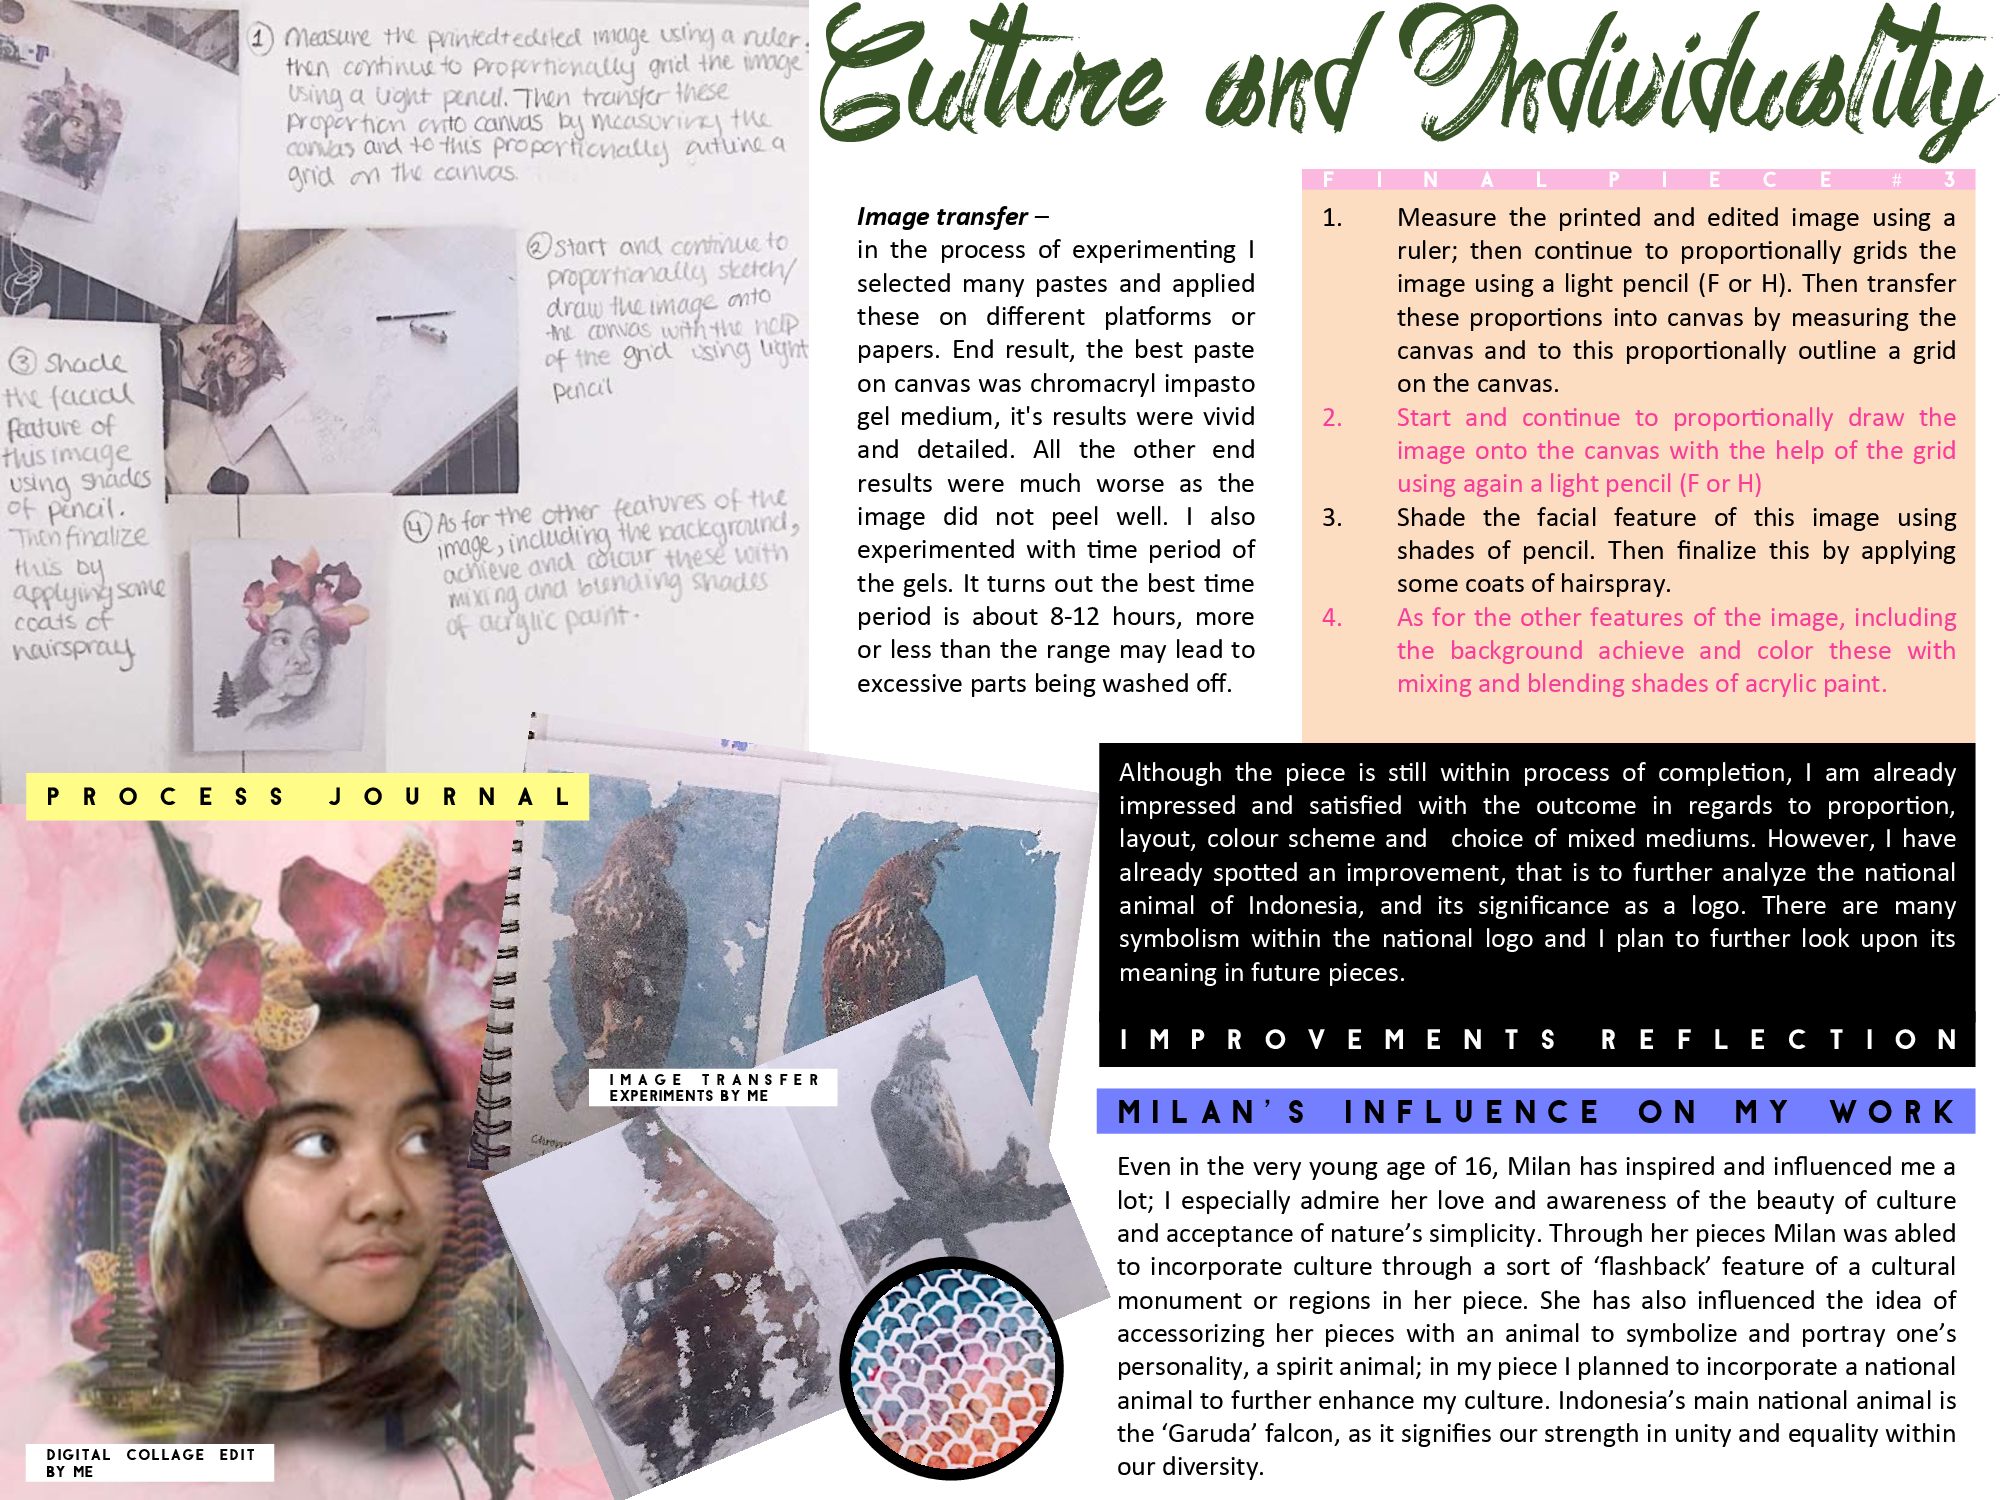 Culture and Individuality
1 Measure the printed+edited image using a ruler.
then continue to proportionally grid the image
using a light pencil. Then transfer these
proportion onto canvas by measuring the
canvas and to this proportionally outline a
grid on the canvas.
2 Start and continue to
proportionally sketch/
draw the image onto
the canvas with the help
of the grid using light
pencil
3 Shade
the facial
feature of
this image
using shades
of pencil.
Then finalize
this by
applying some
coats of
hairspray
4 As for the other features of the
image, including the background,
achieve and colour these with
mixing and blending shades
of acrylic paint.
PROCESS JOURNAL
Image transfer –
in the process of experimenting I
selected many pastes and applied
these on different platforms or
papers. End result, the best paste
on canvas was chromacryl impasto
gel medium, it's results were vivid
and detailed. All the other end
results were much worse as the
image did not peel well. I also
experimented with time period of
the gels. It turns out the best time
period is about 8-12 hours, more
or less than the range may lead to
excessive parts being washed off.
FINAL PIECE #3
1. Measure the printed and edited image using a
ruler; then continue to proportionally grids the
image using a light pencil (F or H). Then transfer
these proportions into canvas by measuring the
canvas and to this proportionally outline a grid
on the canvas.
2. Start and continue to proportionally draw the
image onto the canvas with the help of the grid
using again a light pencil (F or H)
3. Shade the facial feature of this image using
shades of pencil. Then finalize this by applying
some coats of hairspray.
4. As for the other features of the image, including
the background achieve and color these with
mixing and blending shades of acrylic paint.
Although the piece is still within process of completion, I am already
impressed and satisfied with the outcome in regards to proportion,
layout, colour scheme and choice of mixed mediums. However, I have
already spotted an improvement, that is to further analyze the national
animal of Indonesia, and its significance as a logo. There are many
symbolism within the national logo and I plan to further look upon its
meaning in future pieces.
IMPROVEMENTS REFLECTION
IMAGE TRANSFER
EXPERIMENTS BY ME
MILAN'S INFLUENCE ON MY WORK
Even in the very young age of 16, Milan has inspired and influenced me a
lot; I especially admire her love and awareness of the beauty of culture
and acceptance of nature’s simplicity. Through her pieces Milan was abled
to incorporate culture through a sort of ‘flashback’ feature of a cultural
monument or regions in her piece. She has also influenced the idea of
accessorizing her pieces with an animal to symbolize and portray one’s
personality, a spirit animal; in my piece I planned to incorporate a national
animal to further enhance my culture. Indonesia’s main national animal is
the ‘Garuda’ falcon, as it signifies our strength in unity and equality within
our diversity.
DIGITAL COLLAGE EDIT
BY ME